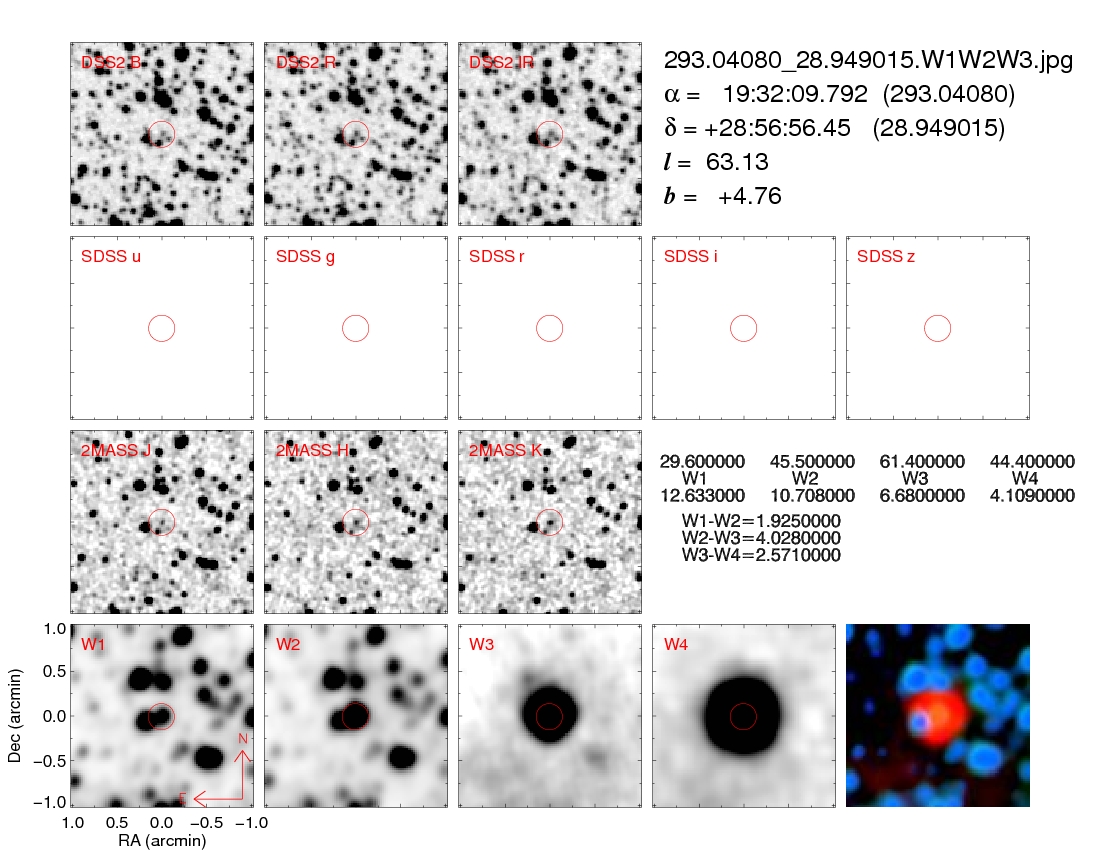 DSS2 B
DSS2 R
DSS2 IR
293.04080_28.949015.W1W2W3.jpg
α = 19:32:09.792 (293.04080)
δ = +28:56:56.45 (28.949015)
l = 63.13
b = +4.76
SDSS u
SDSS g
SDSS r
SDSS i
SDSS z
2MASS J
2MASS H
2MASS K
29.600000 45.500000 61.400000 44.400000
W1 W2 W3 W4
12.633000 10.708000 6.6800000 4.1090000
W1-W2=1.9250000
W2-W3=4.0280000
W3-W4=2.5710000
W1
W2
W3
W4
N
E
Dec (arcmin)
1.0
0.5
0.0
−0.5
−1.0
1.0 0.5 0.0 −0.5 −1.0
RA (arcmin)